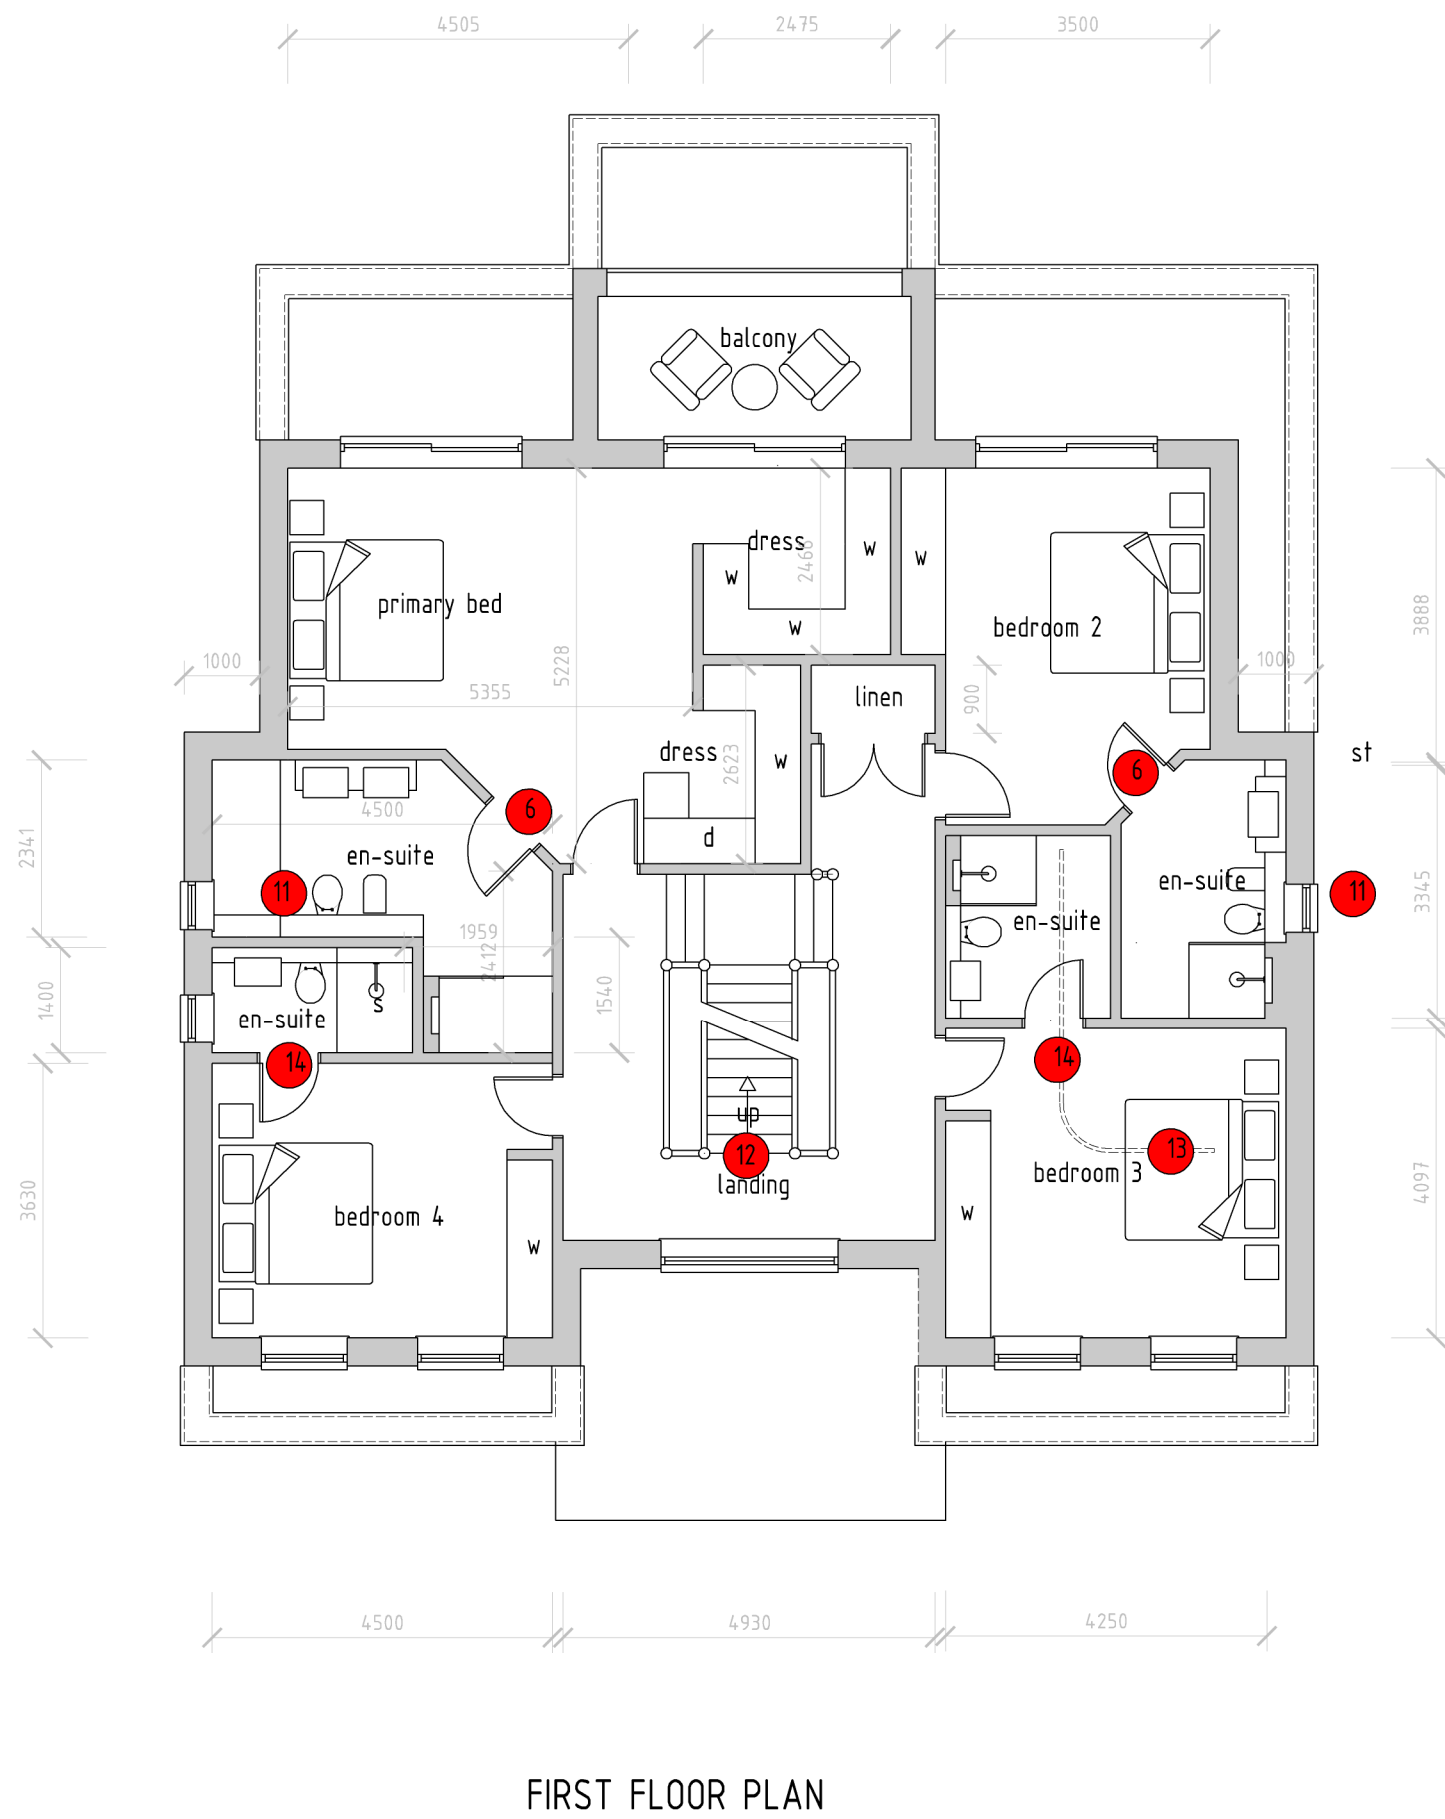 4505
2475
3500
balcony
dress
w
w
w
w
2466
primary bed
bedroom 2
3888
5228
1000
1000
5355
900
linen
dress
w
2623
st
6
6
4500
d
2341
en-suite
en-suite
11
11
3345
en-suite
1959
2412
1540
1400
s
en-suite
14
14
up
12
13
landing
bedroom 3
4097
3630
bedroom 4
w
w
4500
4930
4250
FIRST FLOOR PLAN